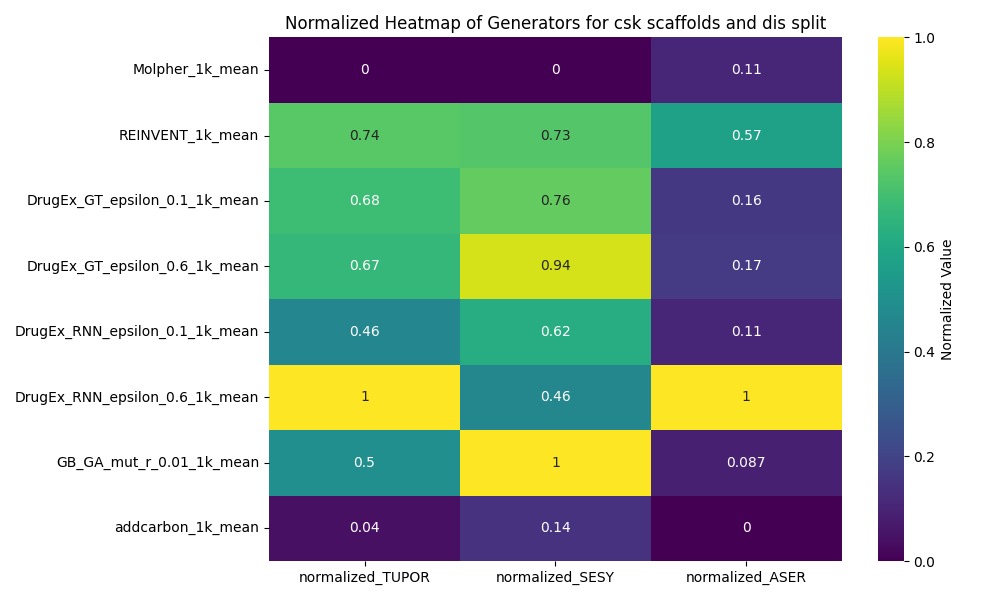 Normalized Heatmap of Generators for csk scaffolds and dis split
Molpher_1k_mean 0 0 0.11
REINVENT_1k_mean 0.74 0.73 0.57
DrugEx_GT_epsilon_0.1_1k_mean 0.68 0.76 0.16
DrugEx_GT_epsilon_0.6_1k_mean 0.67 0.94 0.17
DrugEx_RNN_epsilon_0.1_1k_mean 0.46 0.62 0.11
DrugEx_RNN_epsilon_0.6_1k_mean 1 0.46 1
GB_GA_mut_r_0.01_1k_mean 0.5 1 0.087
addcarbon_1k_mean 0.04 0.14 0
normalized_TUPOR normalized_SESY normalized_ASER
1.0
0.8
0.6
0.4
0.2
0.0
Normalized Value